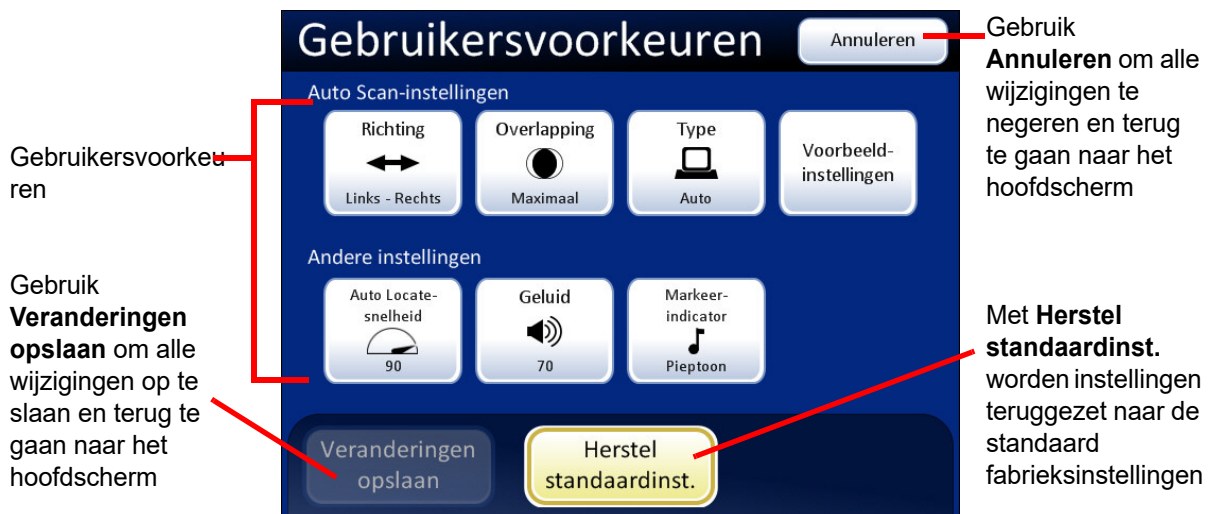 Gebruikersvoorkeu
ren
Gebruik
Veranderingen
opslaan om alle
wijzigingen op te
slaan en terug te
gaan naar het
hoofdscherm
Gebruikersvoorkeuren
Annuleren
Auto Scan-instellingen
Richting
Links - Rechts
Overlapping
Maximaal
Type
Auto
Voorbeeld-
instellingen
Andere instellingen
Auto Locate-
snelheid
90
Geluid
70
Markeer-
indicator
Pieptoon
Veranderingen
opslaan
Herstel
standaardinst.
Gebruik
Annuleren om alle
wijzigingen te
negeren en terug
te gaan naar het
hoofdscherm
Met Herstel
standaardinst.
worden instellingen
teruggezet naar de
standaard
fabrieksinstellingen